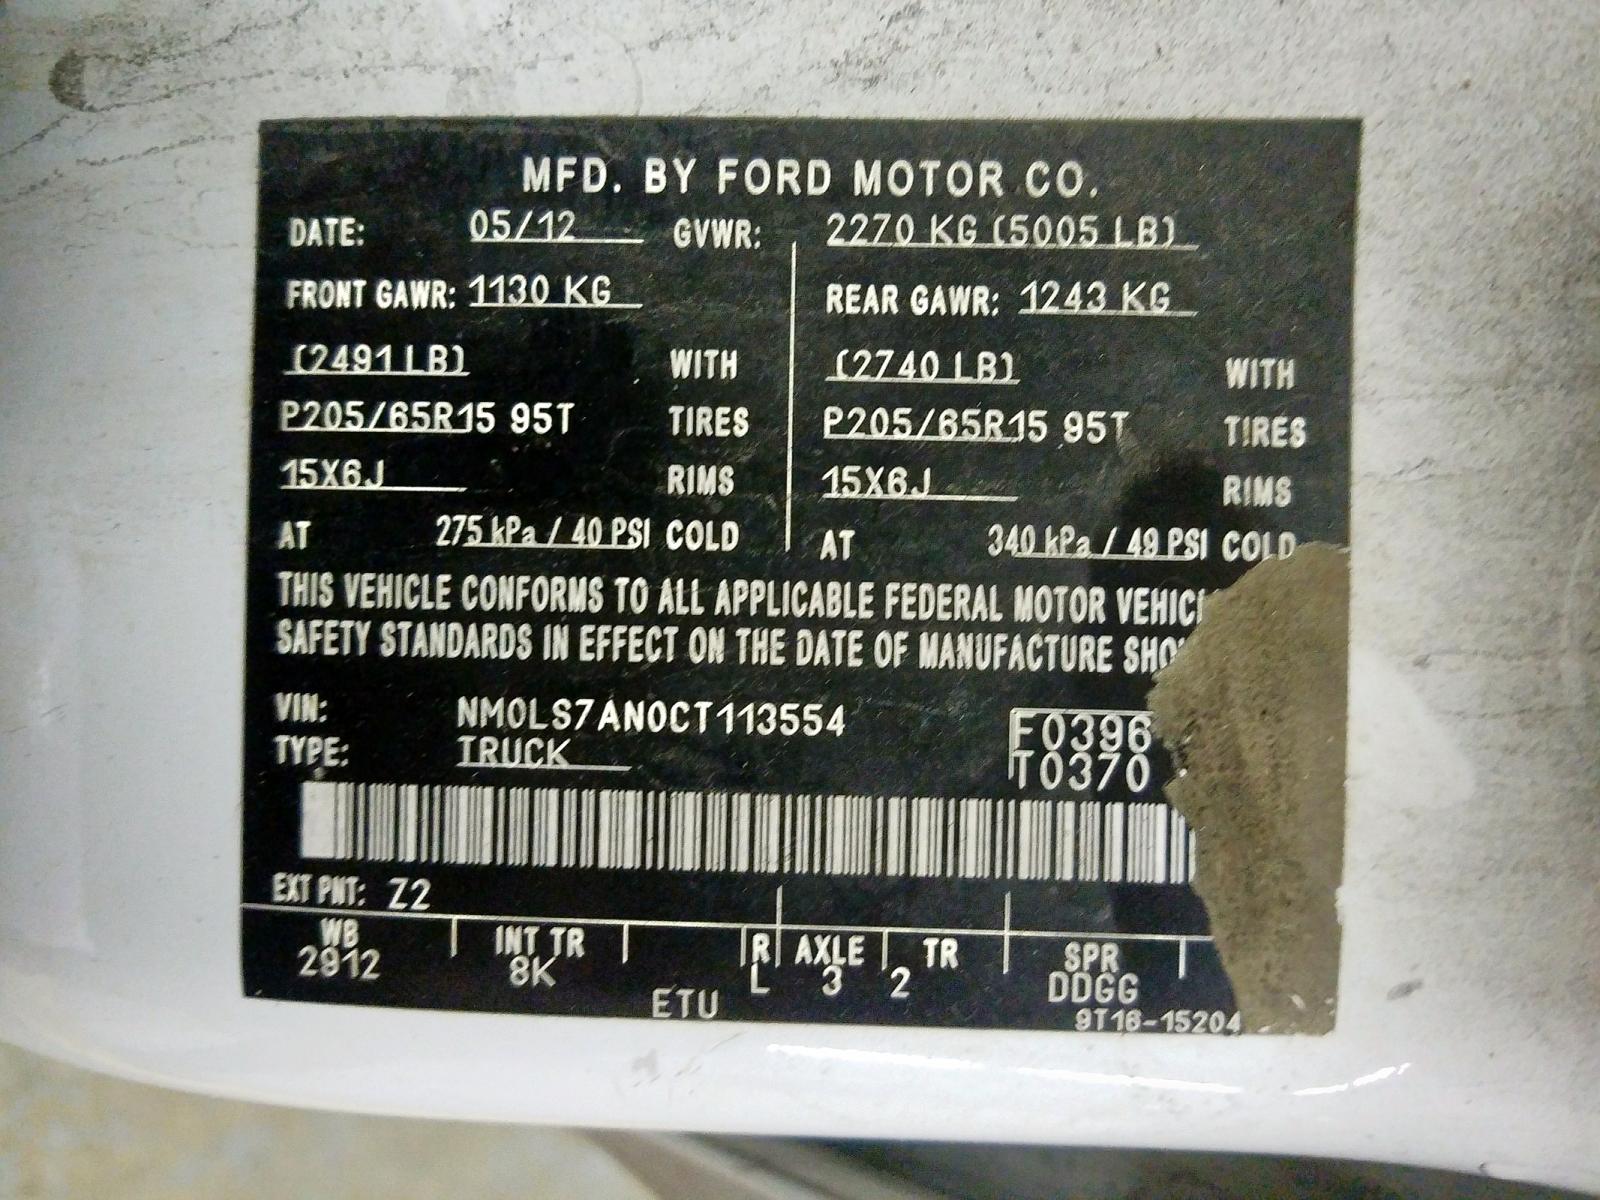 MFD. BY FORD MOTOR CO.
DATE: 05/12 GVWR: 2270 KG (5005 LB)
FRONT GAWR: 1130 KG REAR GAWR: 1243 KG
(2491 LB) WITH (2740 LB) WITH
P205/65R15 95T TIRES P205/65R15 95T TIRES
15X6J RIMS 15X6J RIMS
AT 275 kPa / 40 PSI COLD AT 340 kPa / 49 PSI COLD
THIS VEHICLE CONFORMS TO ALL APPLICABLE FEDERAL MOTOR VEHICL
SAFETY STANDARDS IN EFFECT ON THE DATE OF MANUFACTURE SHO
VIN: NM0LS7AN0CT113554 F0396
TYPE: TRUCK T0370
EXT PNT: Z2
WB INT TR R AXLE TR SPR
2912 8K L 3 2 DDGG
ETU 9T16-15204